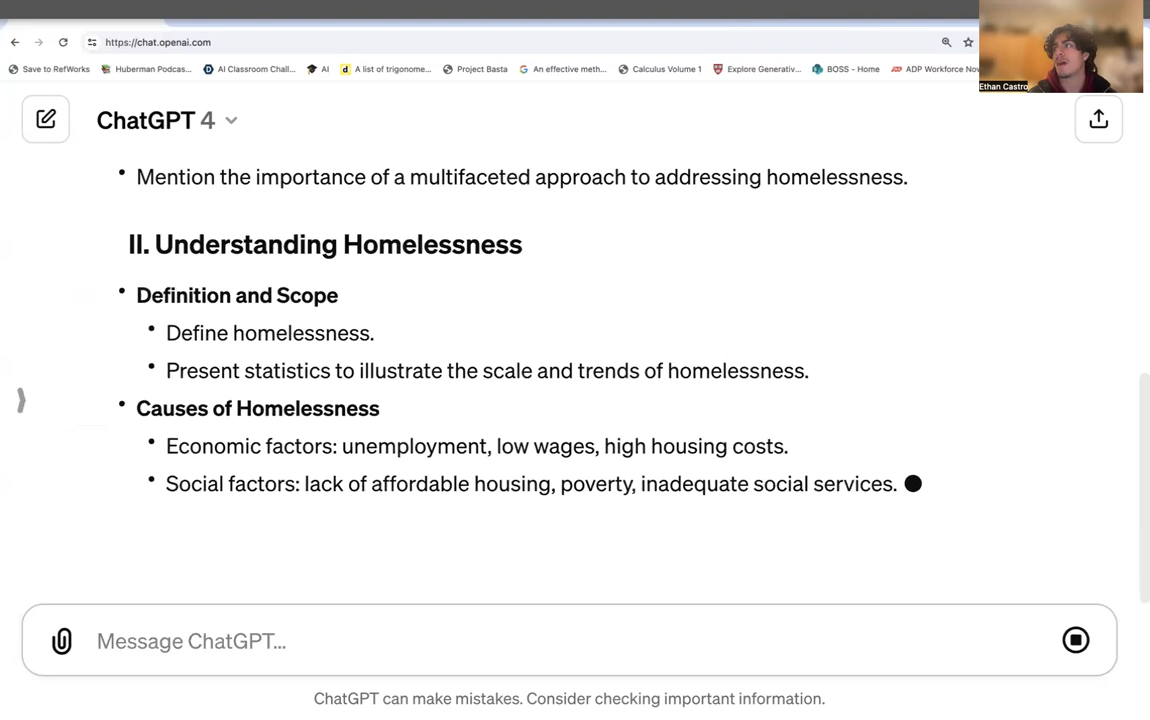 https://chat.openai.com
Save to RefWorks Huberman Podcas... AI Classroom Chall... AI A list of trigonome... Project Basta An effective meth... Calculus Volume 1 Explore Generativ... BOSS - Home ADP Workforce Now
Ethan Castro
ChatGPT 4
• Mention the importance of a multifaceted approach to addressing homelessness.
II. Understanding Homelessness
• Definition and Scope
• Define homelessness.
• Present statistics to illustrate the scale and trends of homelessness.
• Causes of Homelessness
• Economic factors: unemployment, low wages, high housing costs.
• Social factors: lack of affordable housing, poverty, inadequate social services.
Message ChatGPT...
ChatGPT can make mistakes. Consider checking important information.